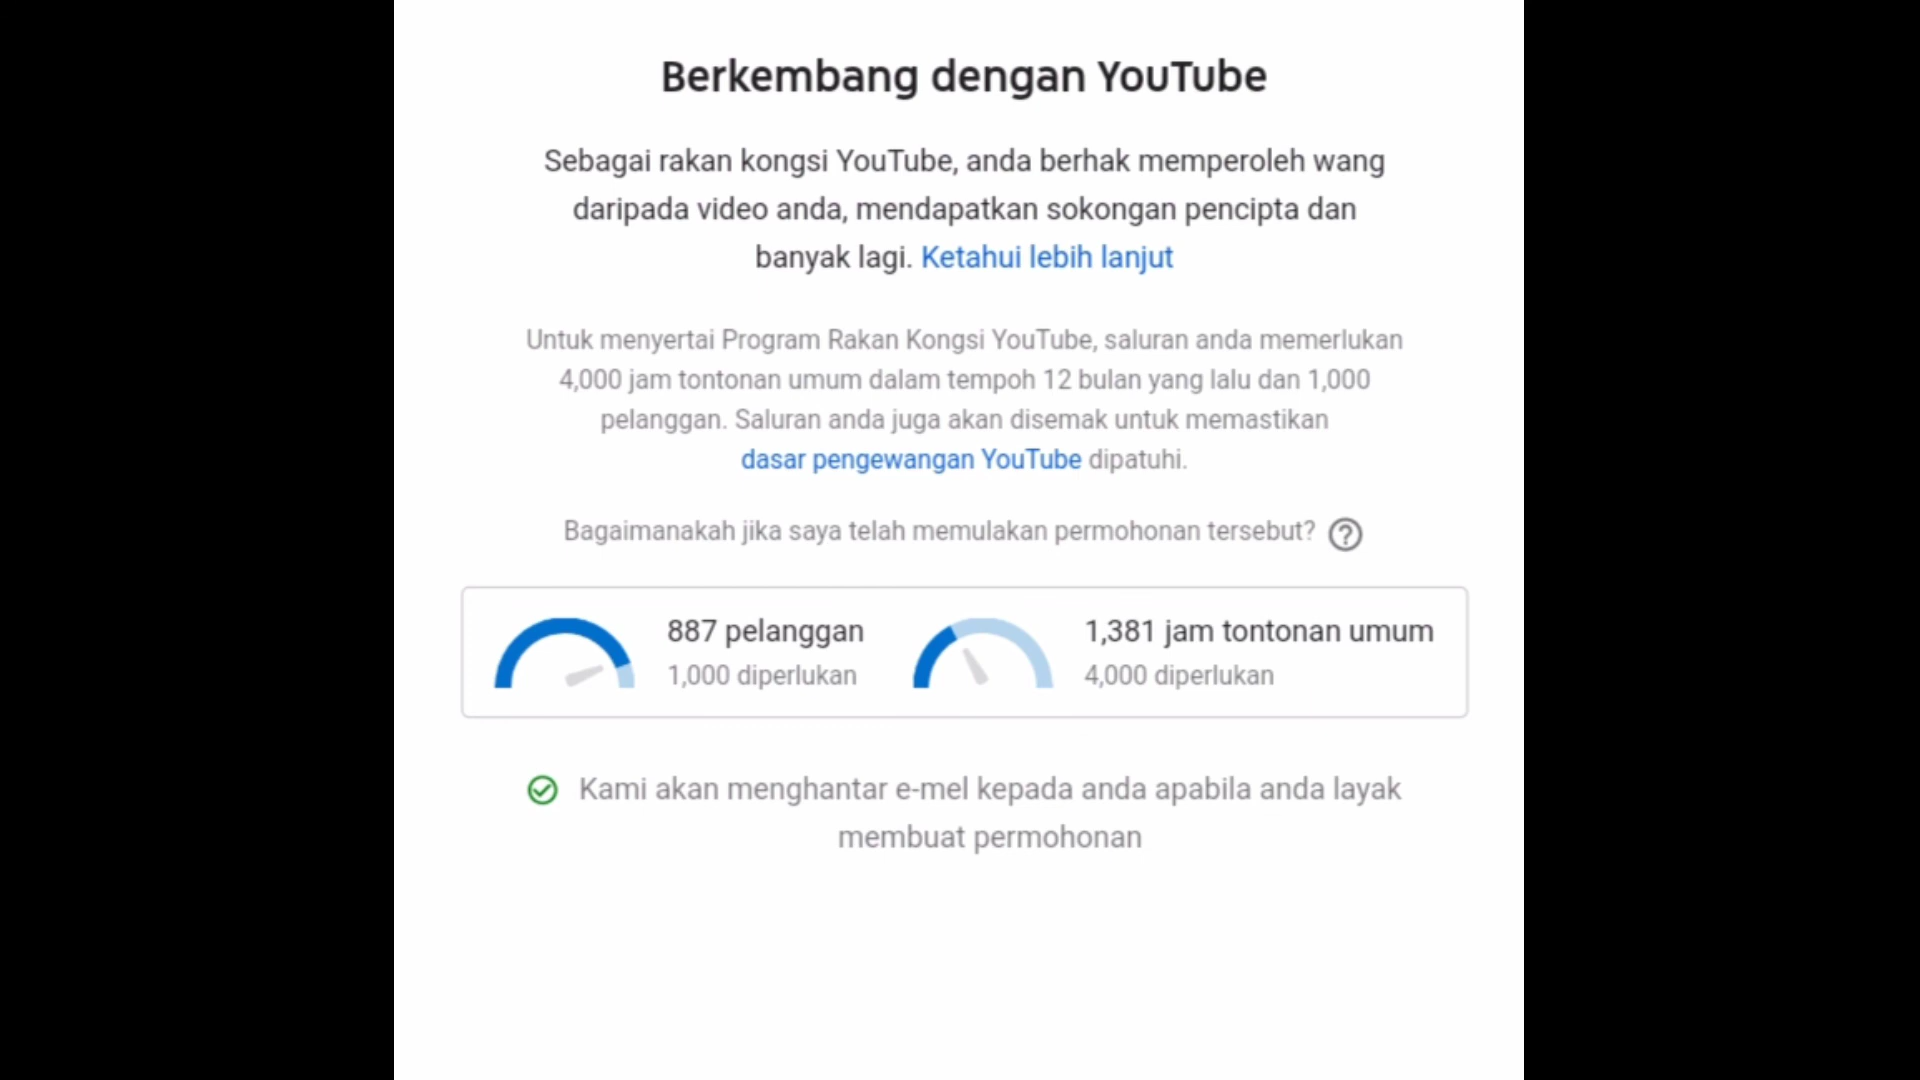 Berkembang dengan YouTube
Sebagai rakan kongsi YouTube, anda berhak memperoleh wang
daripada video anda, mendapatkan sokongan pencipta dan
banyak lagi. Ketahui lebih lanjut
Untuk menyertai Program Rakan Kongsi YouTube, saluran anda memerlukan
4,000 jam tontonan umum dalam tempoh 12 bulan yang lalu dan 1,000
pelanggan. Saluran anda juga akan disemak untuk memastikan
dasar pengewangan YouTube dipatuhi.
Bagaimanakah jika saya telah memulakan permohonan tersebut? ?
887 pelanggan
1,000 diperlukan
1,381 jam tontonan umum
4,000 diperlukan
Kami akan menghantar e-mel kepada anda apabila anda layak
membuat permohonan